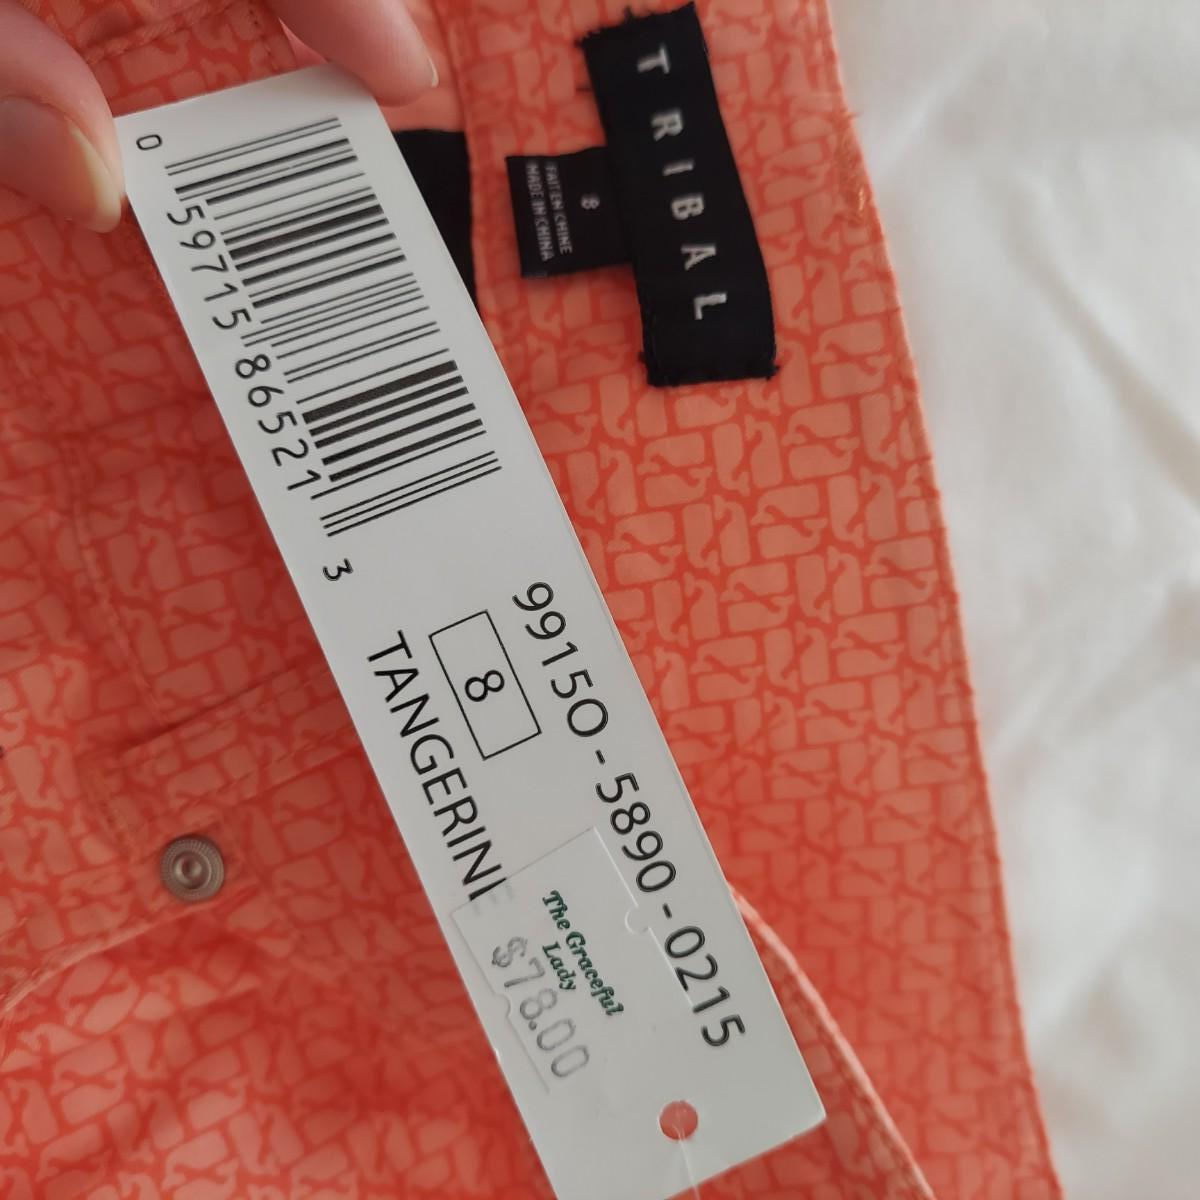 TRIBAL
8
FAIT EN CHINE
MADE IN CHINA
0 59715 86521 3
99150-5890-0215
8
TANGERINE
The Graceful
Lady
$78.00